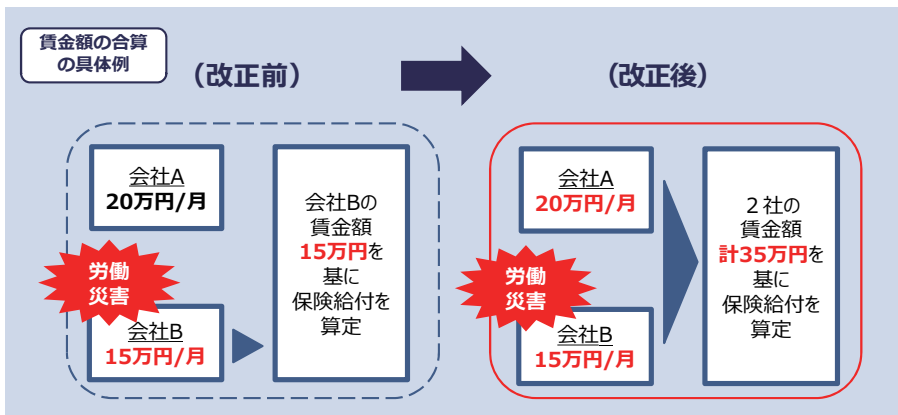 賃金額の合算
の具体例
（改正前）
会社A
20万円/月
労働
災害
会社B
15万円/月
会社Bの
賃金額
15万円を
基に
保険給付を
算定
（改正後）
会社A
20万円/月
労働
災害
会社B
15万円/月
２社の
賃金額
計35万円を
基に
保険給付を
算定